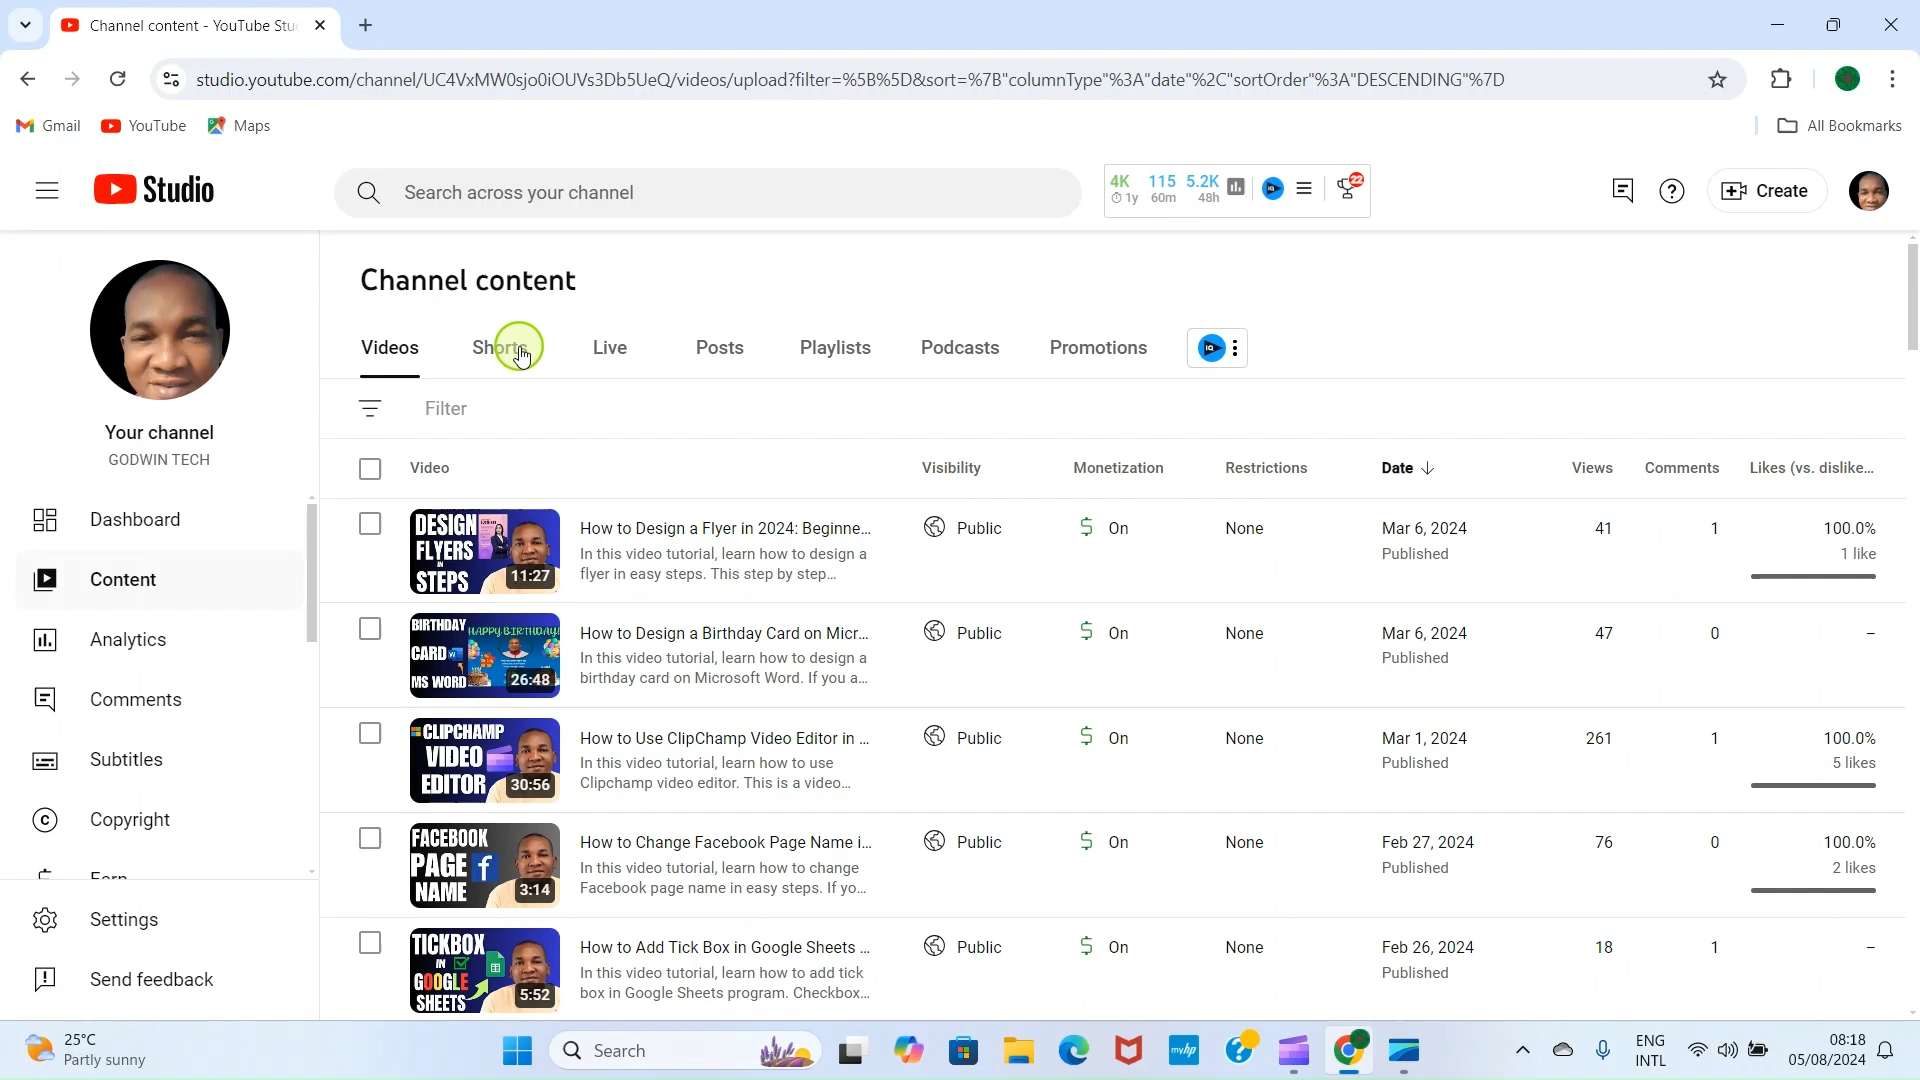 Channel content - YouTube Stu
studio.youtube.com/channel/UC4VxMW0sjo0iOUVs3Db5UeQ/videos/upload?filter=%5B%5D&sort=%7B"columnType"%3A"date"%2C"sortOrder"%3A"DESCENDING"%7D
Gmail YouTube Maps All Bookmarks
Studio Search across your channel 4K 115 5.2K 22 Create
1y 60m 48h
Channel content
Videos Shorts Live Posts Playlists Podcasts Promotions
Filter
Your channel
GODWIN TECH
Dashboard
Content
Analytics
Comments
Subtitles
Copyright
Earn
Settings
Send feedback
Video Visibility Monetization Restrictions Date Views Comments Likes (vs. dislike...
DESIGN FLYERS IN STEPS 11:27
How to Design a Flyer in 2024: Beginne... Public On None Mar 6, 2024 41 1 100.0%
In this video tutorial, learn how to design a Published 1 like
flyer in easy steps. This step by step...
BIRTHDAY CARD MS WORD HAPPY BIRTHDAY! 26:48
How to Design a Birthday Card on Micr... Public On None Mar 6, 2024 47 0 –
In this video tutorial, learn how to design a Published
birthday card on Microsoft Word. If you a...
CLIPCHAMP VIDEO EDITOR 30:56
How to Use ClipChamp Video Editor in ... Public On None Mar 1, 2024 261 1 100.0%
In this video tutorial, learn how to use Published 5 likes
Clipchamp video editor. This is a video...
FACEBOOK PAGE NAME 3:14
How to Change Facebook Page Name i... Public On None Feb 27, 2024 76 0 100.0%
In this video tutorial, learn how to change Published 2 likes
Facebook page name in easy steps. If yo...
TICKBOX IN GOOGLE SHEETS 5:52
How to Add Tick Box in Google Sheets ... Public On None Feb 26, 2024 18 1 –
In this video tutorial, learn how to add tick Published
box in Google Sheets program. Checkbox...
25°C
Partly sunny
Search
myhp
ENG
INTL
08:18
05/08/2024